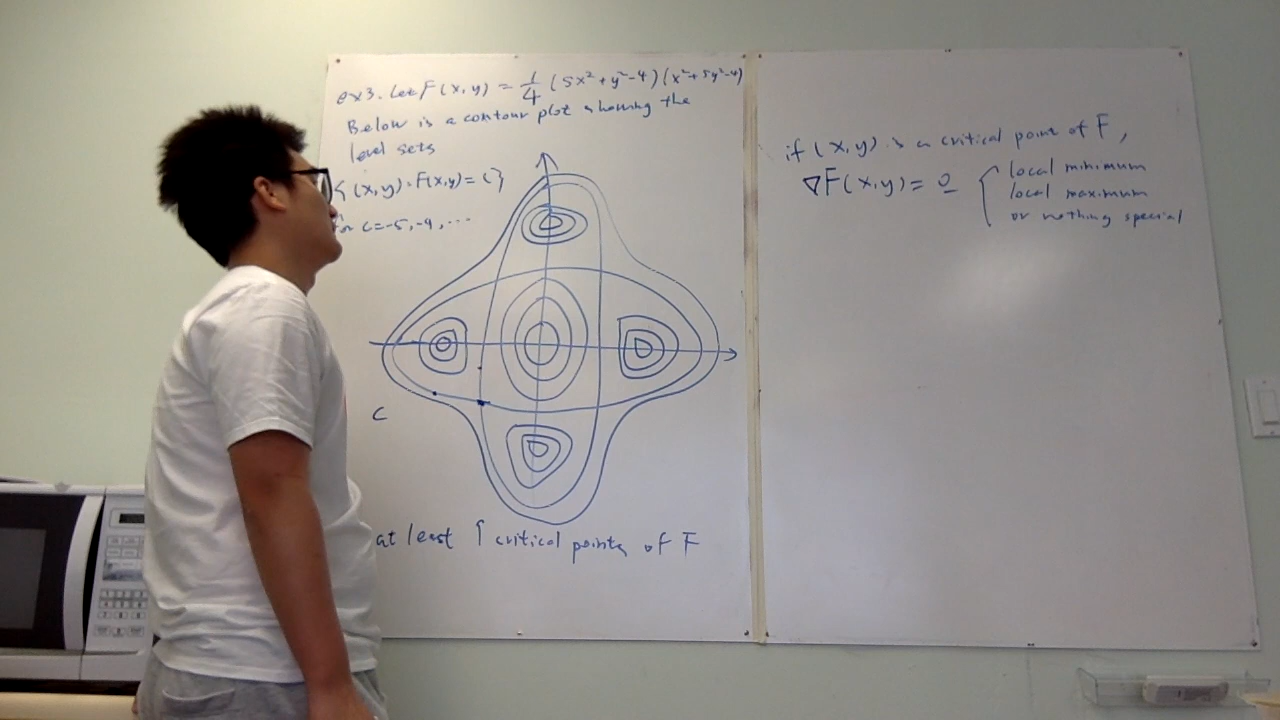 ex3. Let F(x,y) = 1/4 (5x²+y²-4)(x²+5y²-4)
Below is a contour plot showing the
level sets
{(x,y): F(x,y)=C}
for c=-5,-4,...
C
at least critical points of F
if (x,y) is a critical point of F,
∇F(x,y)=0
local minimum
local maximum
or nothing special